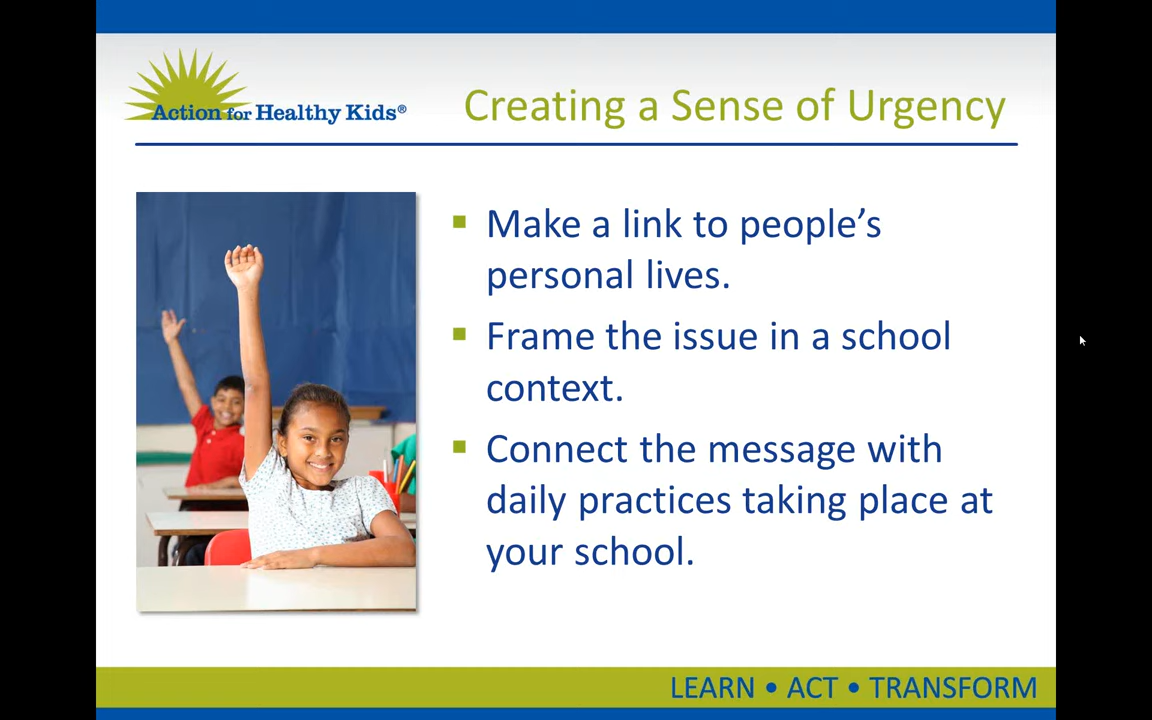 Action for Healthy Kids®
Creating a Sense of Urgency
Make a link to people’s
personal lives.
Frame the issue in a school
context.
Connect the message with
daily practices taking place at
your school.
LEARN • ACT • TRANSFORM